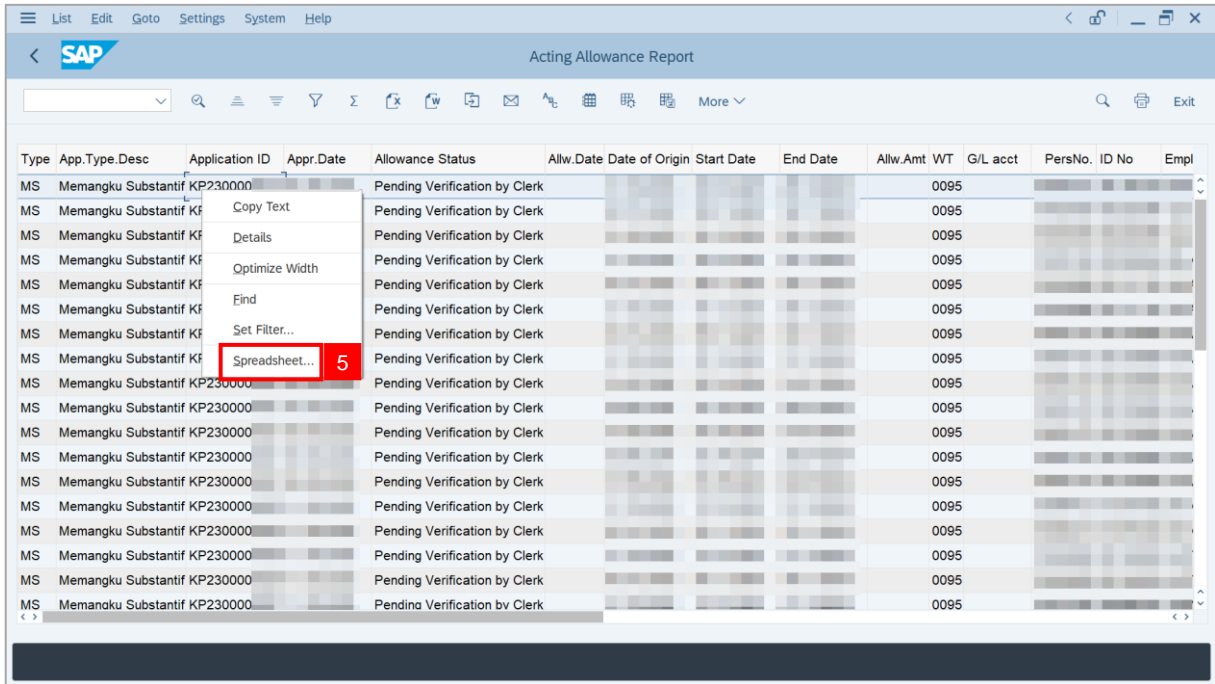 List Edit Goto Settings System Help
SAP Acting Allowance Report
More Exit
Type App.Type.Desc Application ID Appr.Date Allowance Status Allw.Date Date of Origin Start Date End Date Allw.Amt WT G/L acct PersNo. ID No Empl
MS Memangku Substantif KP230000 Pending Verification by Clerk 0095
MS Memangku Substantif KP Pending Verification by Clerk 0095
Copy Text
MS Memangku Substantif KP Pending Verification by Clerk 0095
Details
MS Memangku Substantif KP Pending Verification by Clerk 0095
Optimize Width
MS Memangku Substantif KP Pending Verification by Clerk 0095
Find
MS Memangku Substantif KP Pending Verification by Clerk 0095
Set Filter...
MS Memangku Substantif KP Pending Verification by Clerk 0095
Spreadsheet... 5
MS Memangku Substantif KP Pending Verification by Clerk 0095
MS Memangku Substantif KP230000 Pending Verification by Clerk 0095
MS Memangku Substantif KP230000 Pending Verification by Clerk 0095
MS Memangku Substantif KP230000 Pending Verification by Clerk 0095
MS Memangku Substantif KP230000 Pending Verification by Clerk 0095
MS Memangku Substantif KP230000 Pending Verification by Clerk 0095
MS Memangku Substantif KP230000 Pending Verification by Clerk 0095
MS Memangku Substantif KP230000 Pending Verification by Clerk 0095
MS Memangku Substantif KP230000 Pending Verification by Clerk 0095
MS Memangku Substantif KP230000 Pending Verification by Clerk 0095
MS Memangku Substantif KP230000 Pending Verification by Clerk 0095